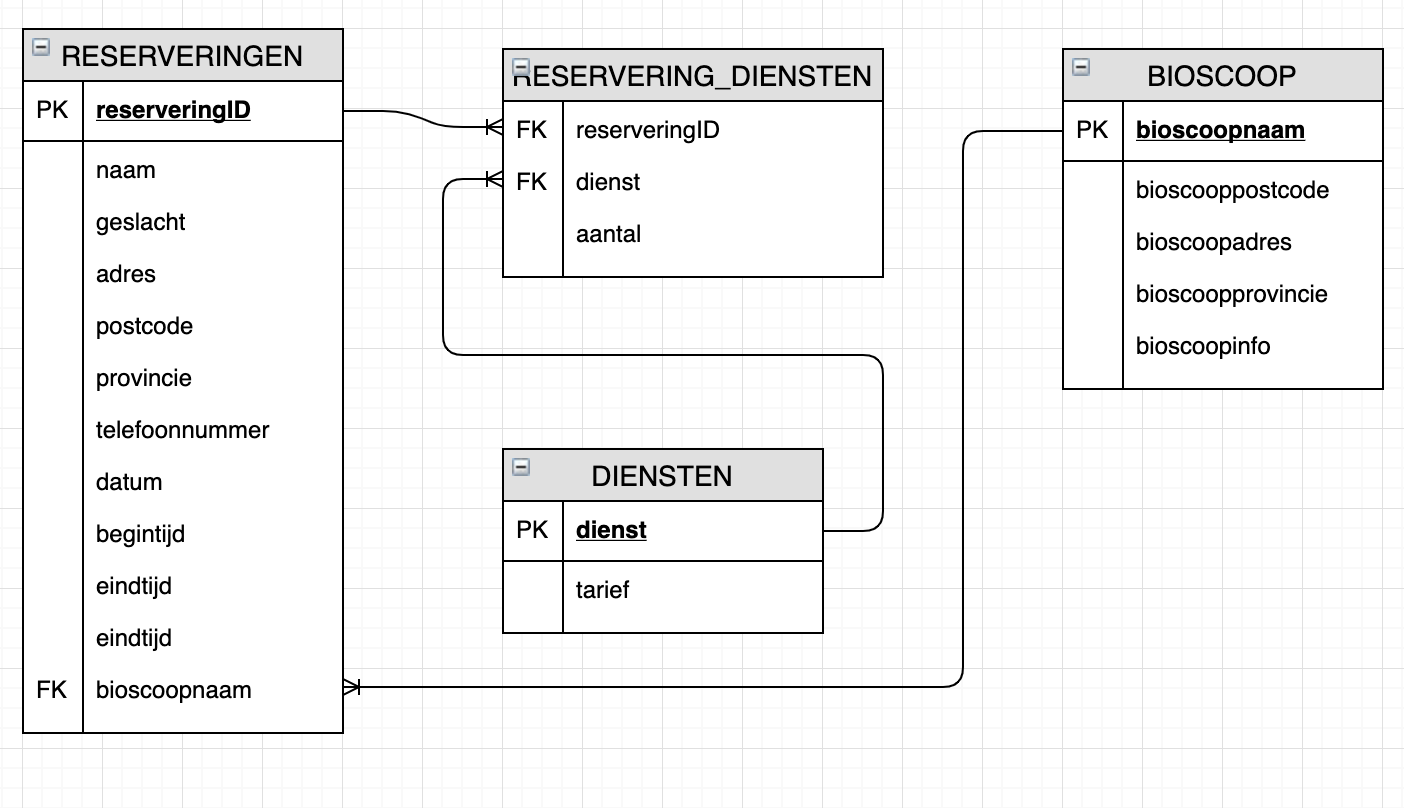 RESERVERINGEN
PK reserveringID
naam
geslacht
adres
postcode
provincie
telefoonnummer
datum
begintijd
eindtijd
eindtijd
FK bioscoopnaam
RESERVERING_DIENSTEN
FK reserveringID
FK dienst
aantal
DIENSTEN
PK dienst
tarief
BIOSCOOP
PK bioscoopnaam
bioscooppostcode
bioscoopadres
bioscoopprovincie
bioscoopinfo